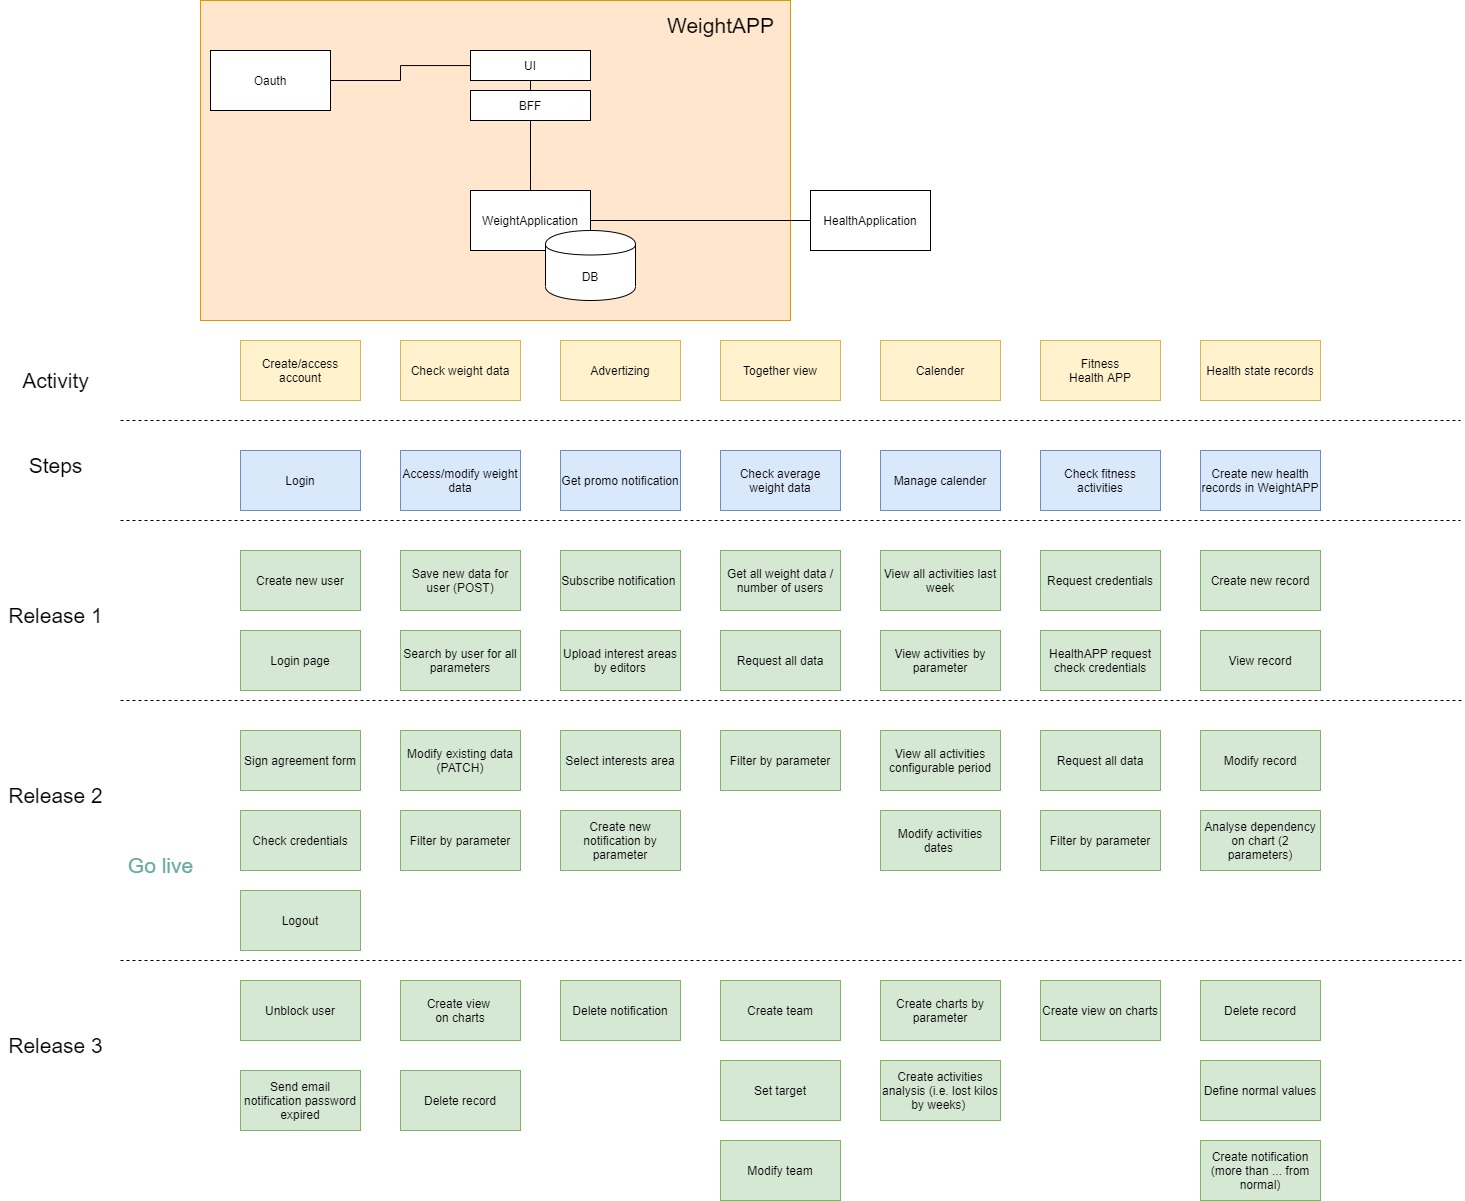 WeightAPP
Oauth
UI
BFF
WeightApplication
HealthApplication
DB
Activity
Create/access
account
Check weight data
Advertizing
Together view
Calender
Fitness
Health APP
Health state records
Steps
Login
Access/modify weight
data
Get promo notification
Check average
weight data
Manage calender
Check fitness
activities
Create new health
records in WeightAPP
Release 1
Create new user
Save new data for
user (POST)
Subscribe notification
Get all weight data /
number of users
View all activities last
week
Request credentials
Create new record
Login page
Search by user for all
parameters
Upload interest areas
by editors
Request all data
View activities by
parameter
HealthAPP request
check credentials
View record
Release 2
Sign agreement form
Modify existing data
(PATCH)
Select interests area
Filter by parameter
View all activities
configurable period
Request all data
Modify record
Go live
Check credentials
Filter by parameter
Create new
notification by
parameter
Modify activities
dates
Filter by parameter
Analyse dependency
on chart (2
parameters)
Logout
Release 3
Unblock user
Create view
on charts
Delete notification
Create team
Create charts by
parameter
Create view on charts
Delete record
Send email
notification password
expired
Delete record
Set target
Create activities
analysis (i.e. lost kilos
by weeks)
Define normal values
Modify team
Create notification
(more than ... from
normal)